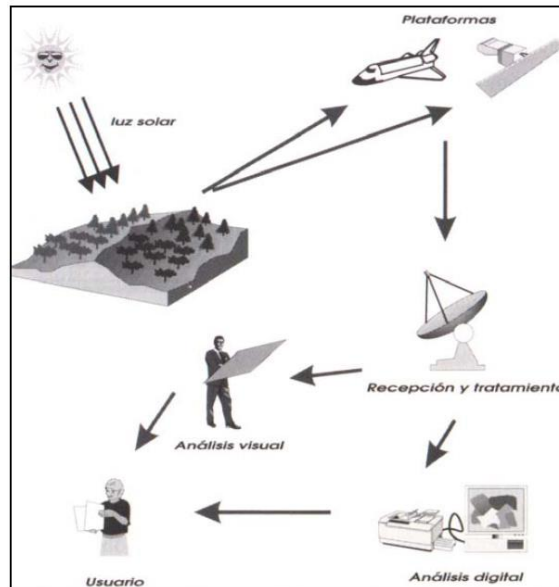 Plataformas
luz solar
Recepción y tratamiento
Análisis visual
Usuario
Análisis digital